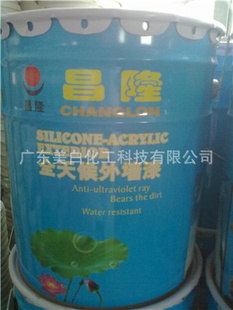 昌隆
昌隆
CHANGLON
SILICONE-ACRYLIC
全天候外墙漆
广东美白化工科技有限公司
Anti-ultraviolet ray
Bears the dirt
Water resistant